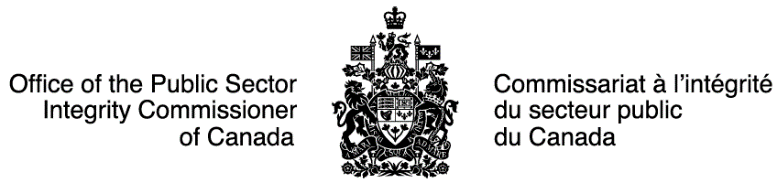 Office of the Public Sector
Integrity Commissioner
of Canada
Commissariat à l'intégrité
du secteur public
du Canada